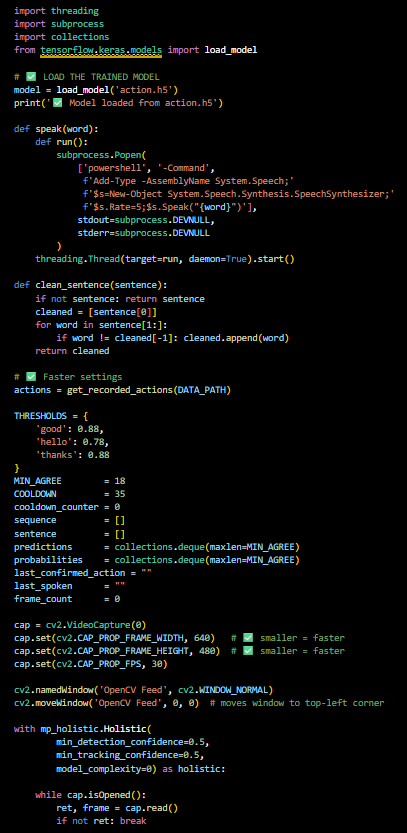 import threading
import subprocess
import collections
from tensorflow.keras.models import load_model

# ✅ LOAD THE TRAINED MODEL
model = load_model('action.h5')
print('✅ Model loaded from action.h5')

def speak(word):
    def run():
        subprocess.Popen(
            ['powershell', '-Command',
             f'Add-Type -AssemblyName System.Speech;'
             f'$s=New-Object System.Speech.Synthesis.SpeechSynthesizer;'
             f'$s.Rate=5;$s.Speak("{word}")'],
            stdout=subprocess.DEVNULL,
            stderr=subprocess.DEVNULL
        )
    threading.Thread(target=run, daemon=True).start()

def clean_sentence(sentence):
    if not sentence: return sentence
    cleaned = [sentence[0]]
    for word in sentence[1:]:
        if word != cleaned[-1]: cleaned.append(word)
    return cleaned

# ✅ Faster settings
actions = get_recorded_actions(DATA_PATH)

THRESHOLDS = {
    'good': 0.88,
    'hello': 0.78,
    'thanks': 0.88
}
MIN_AGREE        = 18
COOLDOWN         = 35
cooldown_counter = 0
sequence         = []
sentence         = []
predictions      = collections.deque(maxlen=MIN_AGREE)
probabilities    = collections.deque(maxlen=MIN_AGREE)
last_confirmed_action = ""
last_spoken      = ""
frame_count      = 0

cap = cv2.VideoCapture(0)
cap.set(cv2.CAP_PROP_FRAME_WIDTH, 640)   # ✅ smaller = faster
cap.set(cv2.CAP_PROP_FRAME_HEIGHT, 480)  # ✅ smaller = faster
cap.set(cv2.CAP_PROP_FPS, 30)

cv2.namedWindow('OpenCV Feed', cv2.WINDOW_NORMAL)
cv2.moveWindow('OpenCV Feed', 0, 0)  # moves window to top-left corner

with mp_holistic.Holistic(
        min_detection_confidence=0.5,
        min_tracking_confidence=0.5,
        model_complexity=0) as holistic:

    while cap.isOpened():
        ret, frame = cap.read()
        if not ret: break